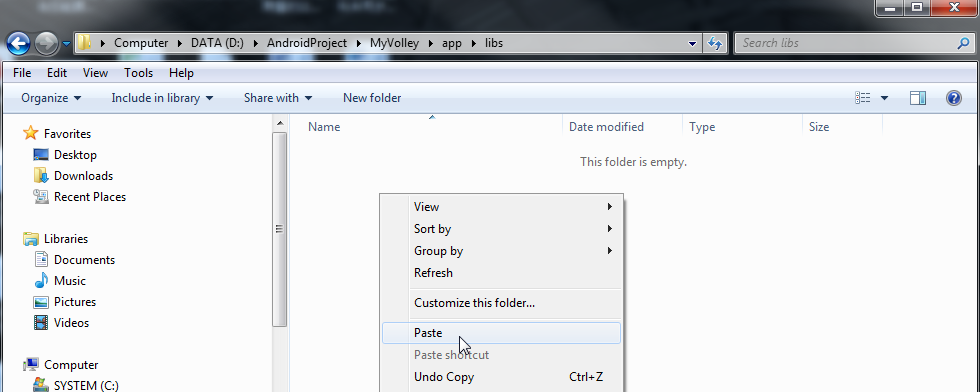 Computer ▸ DATA (D:) ▸ AndroidProject ▸ MyVolley ▸ app ▸ libs
Search libs
File Edit View Tools Help
Organize Include in library Share with New folder
Favorites
Desktop
Downloads
Recent Places
Libraries
Documents
Music
Pictures
Videos
Computer
SYSTEM (C:)
Name Date modified Type Size
This folder is empty.
View
Sort by
Group by
Refresh
Customize this folder...
Paste
Paste shortcut
Undo Copy Ctrl+Z